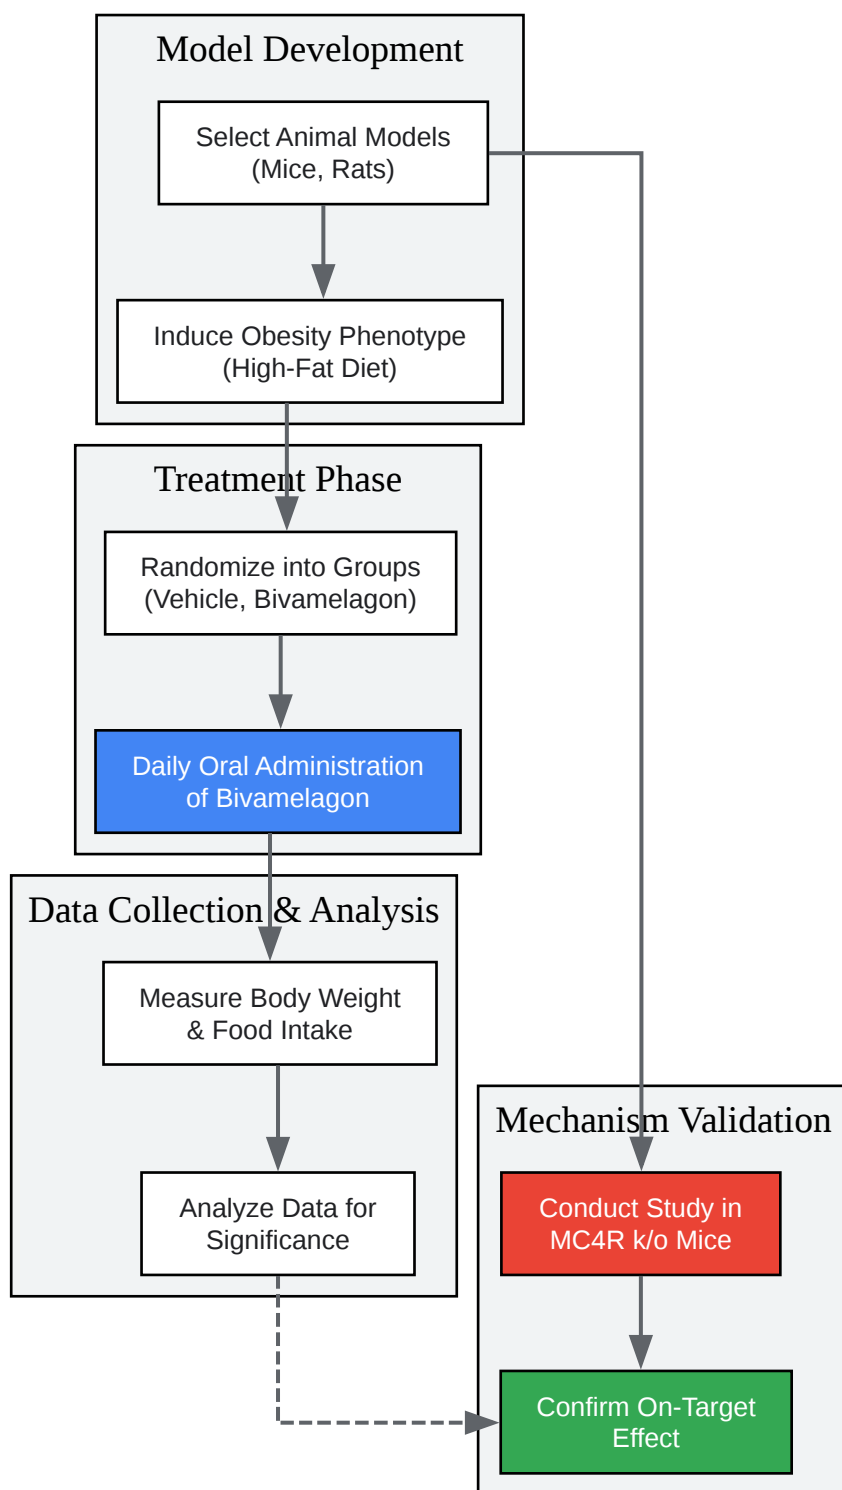 Model Development
Select Animal Models
(Mice, Rats)
Induce Obesity Phenotype
(High-Fat Diet)
Treatment Phase
Randomize into Groups
(Vehicle, Bivamelagon)
Daily Oral Administration
of Bivamelagon
Data Collection & Analysis
Measure Body Weight
& Food Intake
Analyze Data for
Significance
Mechanism Validation
Conduct Study in
MC4R k/o Mice
Confirm On-Target
Effect